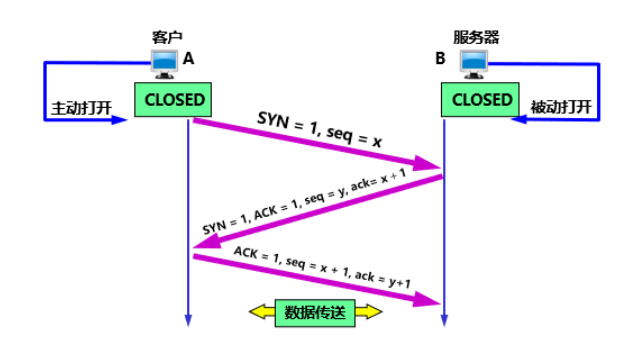 客户
服务器
A
B
CLOSED
CLOSED
主动打开
被动打开
SYN = 1, seq = x
SYN = 1, ACK = 1, seq = y, ack= x + 1
ACK = 1, seq = x + 1, ack = y+1
数据传送